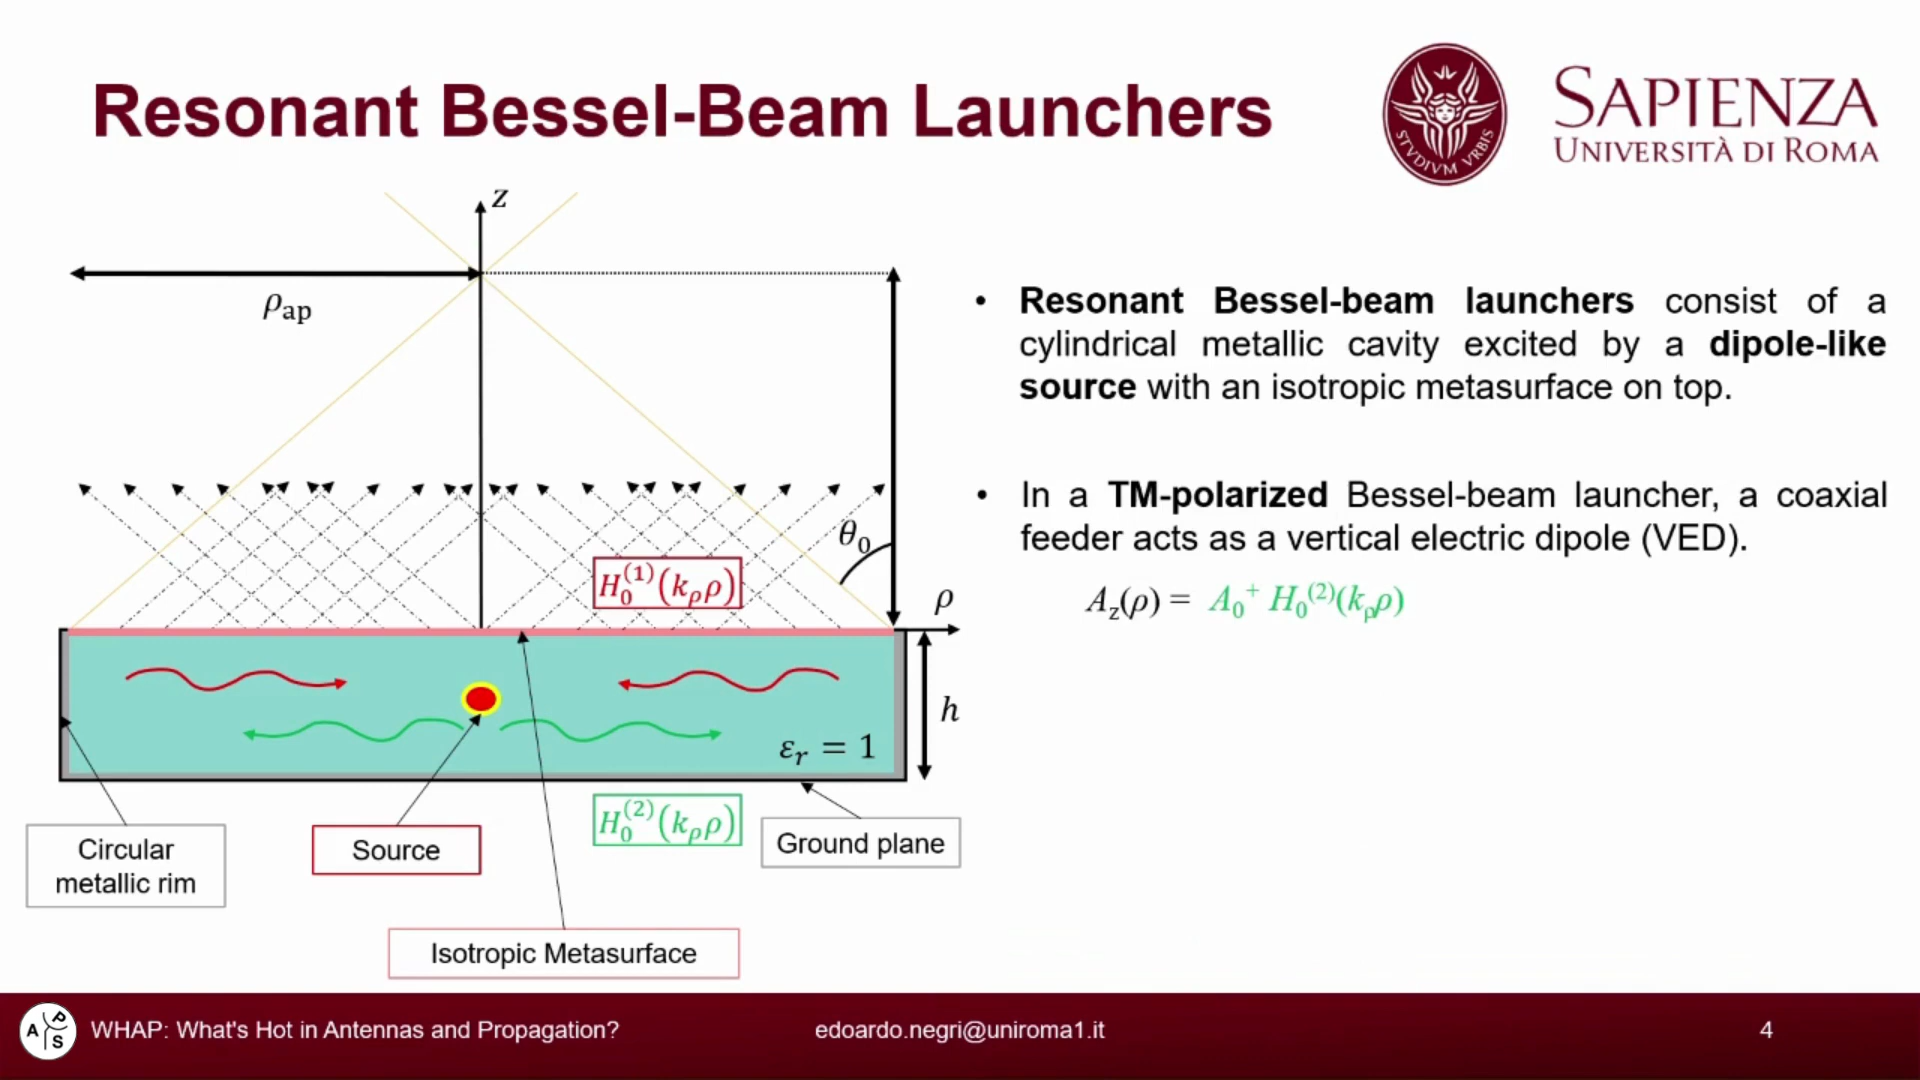 Resonant Bessel-Beam Launchers
STVDIVM VRBIS
SAPIENZA
UNIVERSITÀ DI ROMA
z
ρap
θ0
H0(1)(kρρ)
ρ
h
εr = 1
H0(2)(kρρ)
Circular
metallic rim
Source
Ground plane
Isotropic Metasurface
• Resonant Bessel-beam launchers consist of a
cylindrical metallic cavity excited by a dipole-like
source with an isotropic metasurface on top.
• In a TM-polarized Bessel-beam launcher, a coaxial
feeder acts as a vertical electric dipole (VED).
Az(ρ) = A0+ H0(2)(kρρ)
A P S
WHAP: What's Hot in Antennas and Propagation?
edoardo.negri@uniroma1.it
4